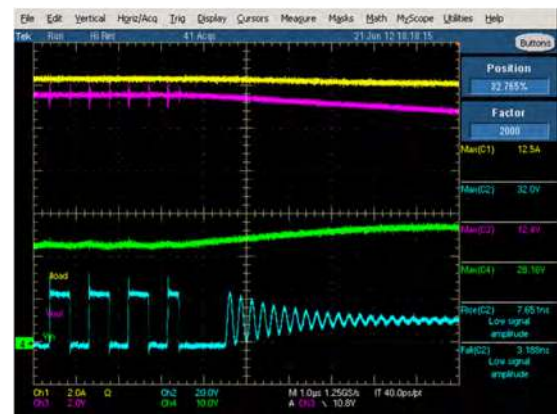 File Edit Vertical Horiz/Acq Trig Display Cursors Measure Masks Math MyScope Utilities Help
Tek Run Hi Res 41 Acqs 21 Jun 12 18:18:15
Buttons
Position
32.765%
Factor
2000
Max(C1) 12.5A
Max(C2) 32.0V
Max(C3) 12.4V
Max(C4) 28.16V
Rise(C2) 7.651ns
Low signal
amplitude
Fall(C2) 3.188ns
Low signal
amplitude
Iload
Vout
Vin
Ch1 2.0A Ω Ch2 20.0V M 1.0µs 1.25GS/s IT 40.0ps/pt
Ch3 2.0V Ch4 10.0V A Ch3 10.8V